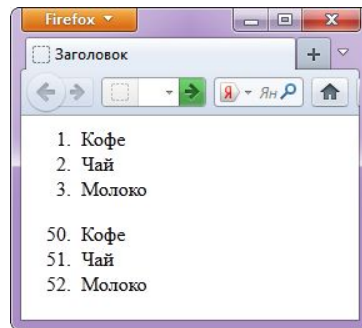 Firefox
Заголовок
Я Ян
1. Кофе
2. Чай
3. Молоко
50. Кофе
51. Чай
52. Молоко